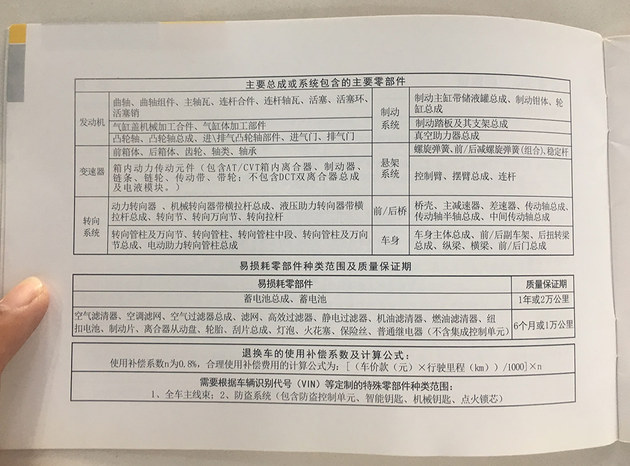 主要总成或系统包含的主要零部件
发动机
曲轴、曲轴组件、主轴瓦、连杆合件、连杆轴瓦、活塞、活塞环、
活塞销
气缸盖机械加工合件、气缸体加工部件
凸轮轴、凸轮轴总成、进\排气凸轮轴部件、进气门、排气门
制动
系统
制动主缸带储液罐总成、制动钳体、轮
缸总成
制动踏板及其支架总成
真空助力器总成
变速器
前箱体、后箱体、齿轮、轴类、轴承
箱内动力传动元件（包含AT/CVT箱内离合器、制动器、
链条、链轮、传动带、带轮；不包含DCT双离合器总成
及电液模块。）
悬架
系统
螺旋弹簧、前/后减螺旋弹簧(组合)、稳定杆
控制臂、摆臂总成、连杆
转向
系统
动力转向器、机械转向器带横拉杆总成、液压助力转向器带横
拉杆总成、转向节、转向万向节、转向拉杆
转向管柱及万向节、转向管柱、转向管柱中段、转向管柱及万向
节总成、电动助力转向管柱总成
前/后桥
桥壳、主减速器、差速器、传动轴总成、
传动轴半轴总成、中间传动轴总成
车身
车身主体总成、前/后副车架、后扭转梁
总成、纵梁、横梁、前/后门总成
易损耗零部件种类范围及质量保证期
易损耗零部件
质量保证期
蓄电池总成、蓄电池
1年或2万公里
空气滤清器、空调滤网、空气过滤器总成、滤网、高效过滤器、静电过滤器、机油滤清器、燃油滤清器、纽
扣电池、制动片、离合器从动盘、轮胎、刮片总成、灯泡、火花塞、保险丝、普通继电器（不含集成控制单元）
6个月或1万公里
退换车的使用补偿系数及计算公式：
使用补偿系数n为0.8%，合理使用补偿费用的计算公式为：[（车价款（元）×行驶里程（km））/1000]×n
需要根据车辆识别代号（VIN）等定制的特殊零部件种类范围：
1、全车主线束；2、防盗系统（包含防盗控制单元、智能钥匙、机械钥匙、点火锁芯）